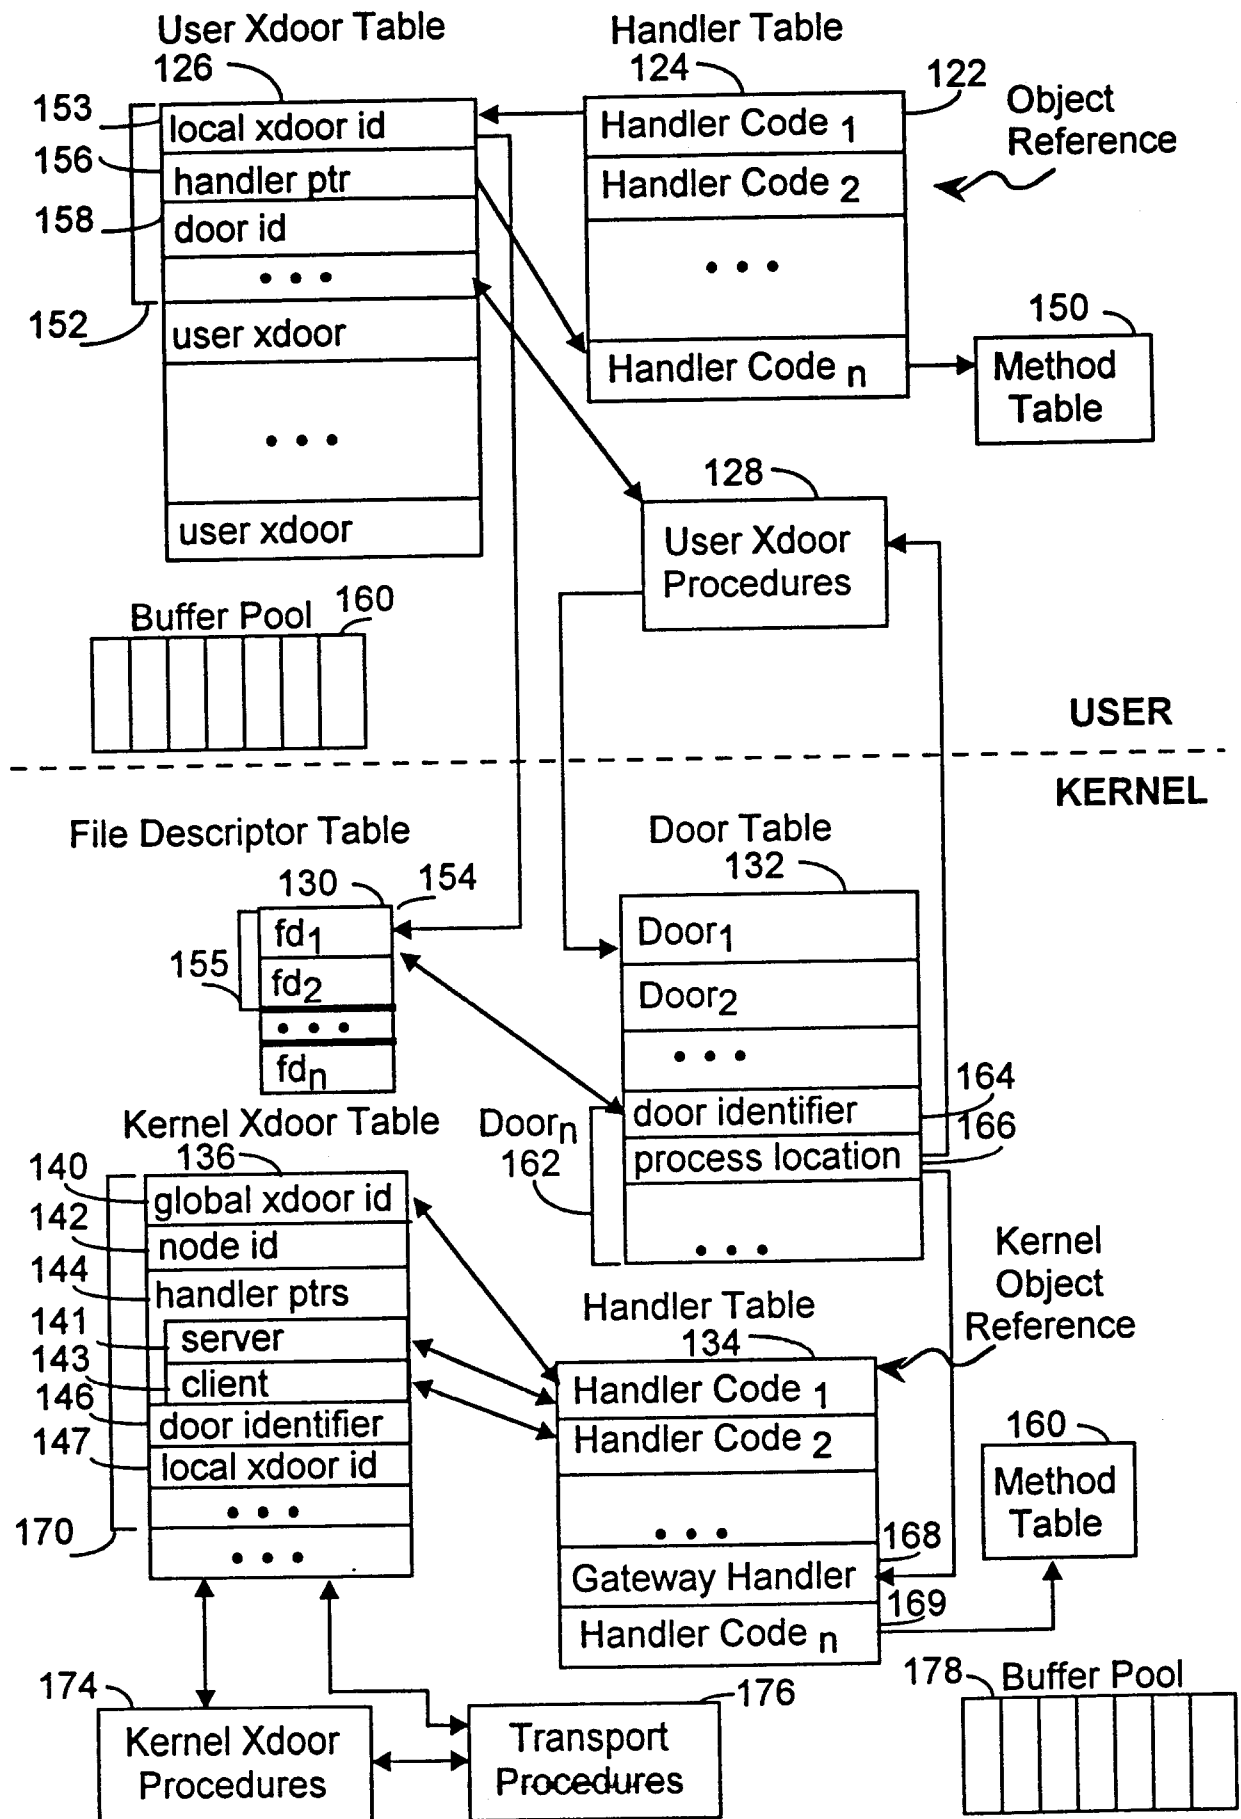 User Xdoor Table
126
Handler Table
124
122
Object
Reference
153
156
158
152
local xdoor id
handler ptr
door id
• • •
user xdoor
• • •
user xdoor
Handler Code 1
Handler Code 2
• • •
Handler Code n
150
Method
Table
128
User Xdoor
Procedures
Buffer Pool
160
USER
KERNEL
File Descriptor Table
130
154
155
fd1
fd2
• • •
fdn
Door Table
132
Door1
Door2
• • •
door identifier
process location
• • •
164
166
Doorn
162
Kernel Xdoor Table
136
140
142
144
141
143
146
147
170
global xdoor id
node id
handler ptrs
server
client
door identifier
local xdoor id
• • •
• • •
Kernel
Object
Reference
Handler Table
134
Handler Code 1
Handler Code 2
• • •
Gateway Handler
Handler Code n
168
169
160
Method
Table
174
Kernel Xdoor
Procedures
176
Transport
Procedures
178
Buffer Pool